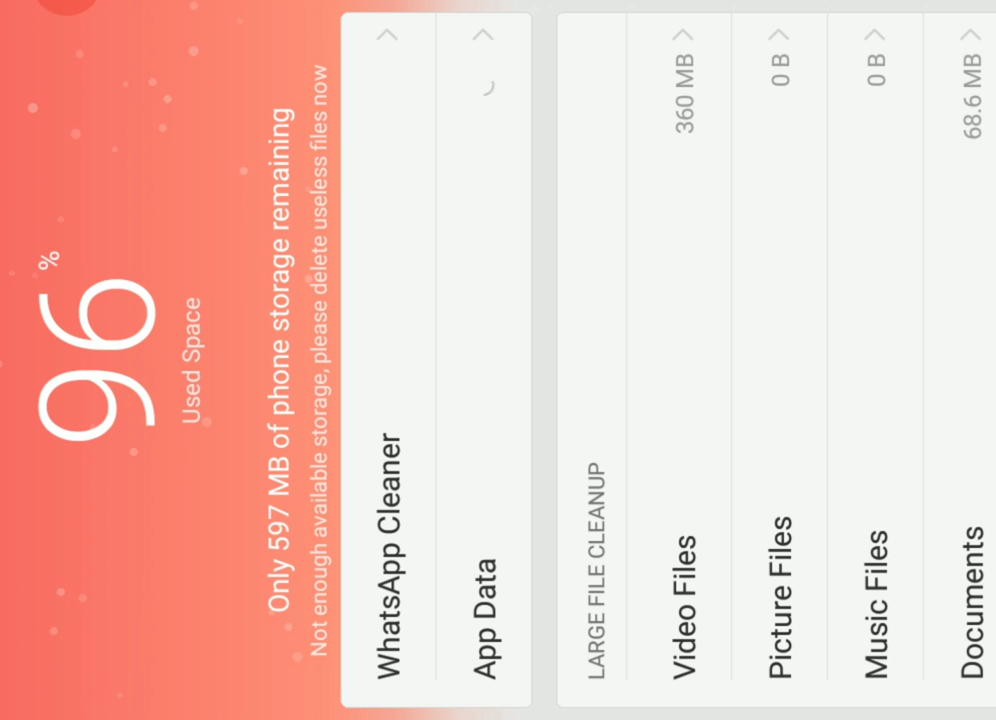 96 %
Used Space
Only 597 MB of phone storage remaining
Not enough available storage, please delete useless files now
WhatsApp Cleaner
App Data
LARGE FILE CLEANUP
Video Files 360 MB
Picture Files 0 B
Music Files 0 B
Documents 68.6 MB